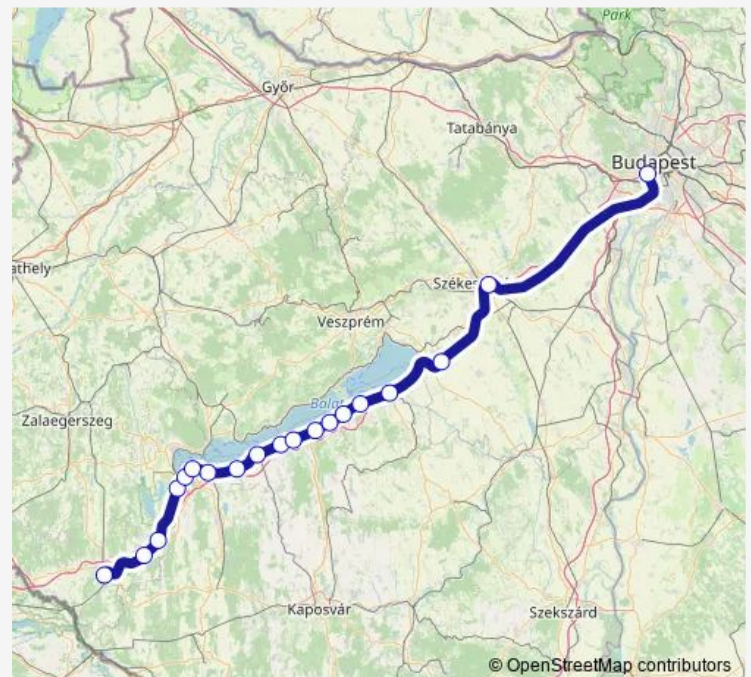 Park
Győr
Tatabánya
Budapest
athely
Székes
Veszprém
Balat
Zalaegerszeg
Kaposvár
Szekszárd
© OpenStreetMap contributors